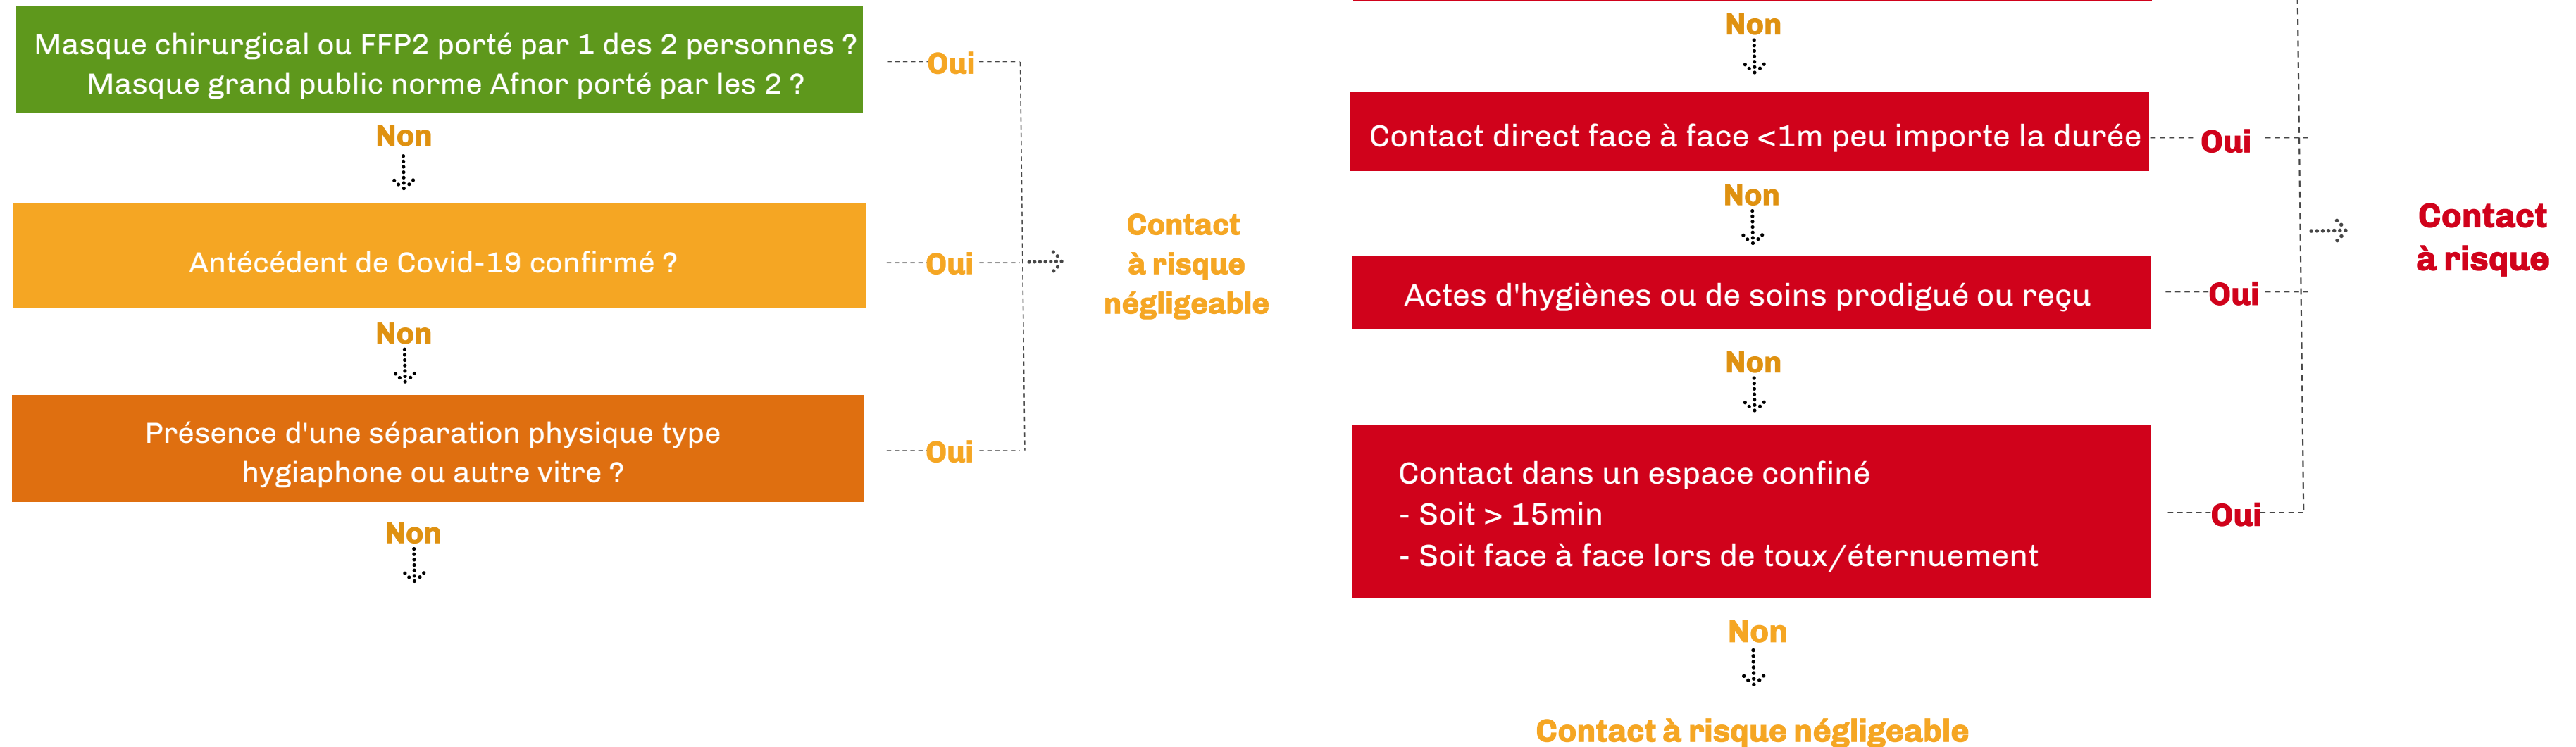 Masque chirurgical ou FFP2 porté par 1 des 2 personnes ?
Masque grand public norme Afnor porté par les 2 ?
Oui
Non
Antécédent de Covid-19 confirmé ?
Oui
Non
Présence d'une séparation physique type
hygiaphone ou autre vitre ?
Oui
Non
Contact
à risque
négligeable
Non
Contact direct face à face <1m peu importe la durée
Oui
Non
Actes d'hygiènes ou de soins prodigué ou reçu
Oui
Non
Contact dans un espace confiné
- Soit > 15min
- Soit face à face lors de toux/éternuement
Oui
Non
Contact à risque négligeable
Contact
à risque